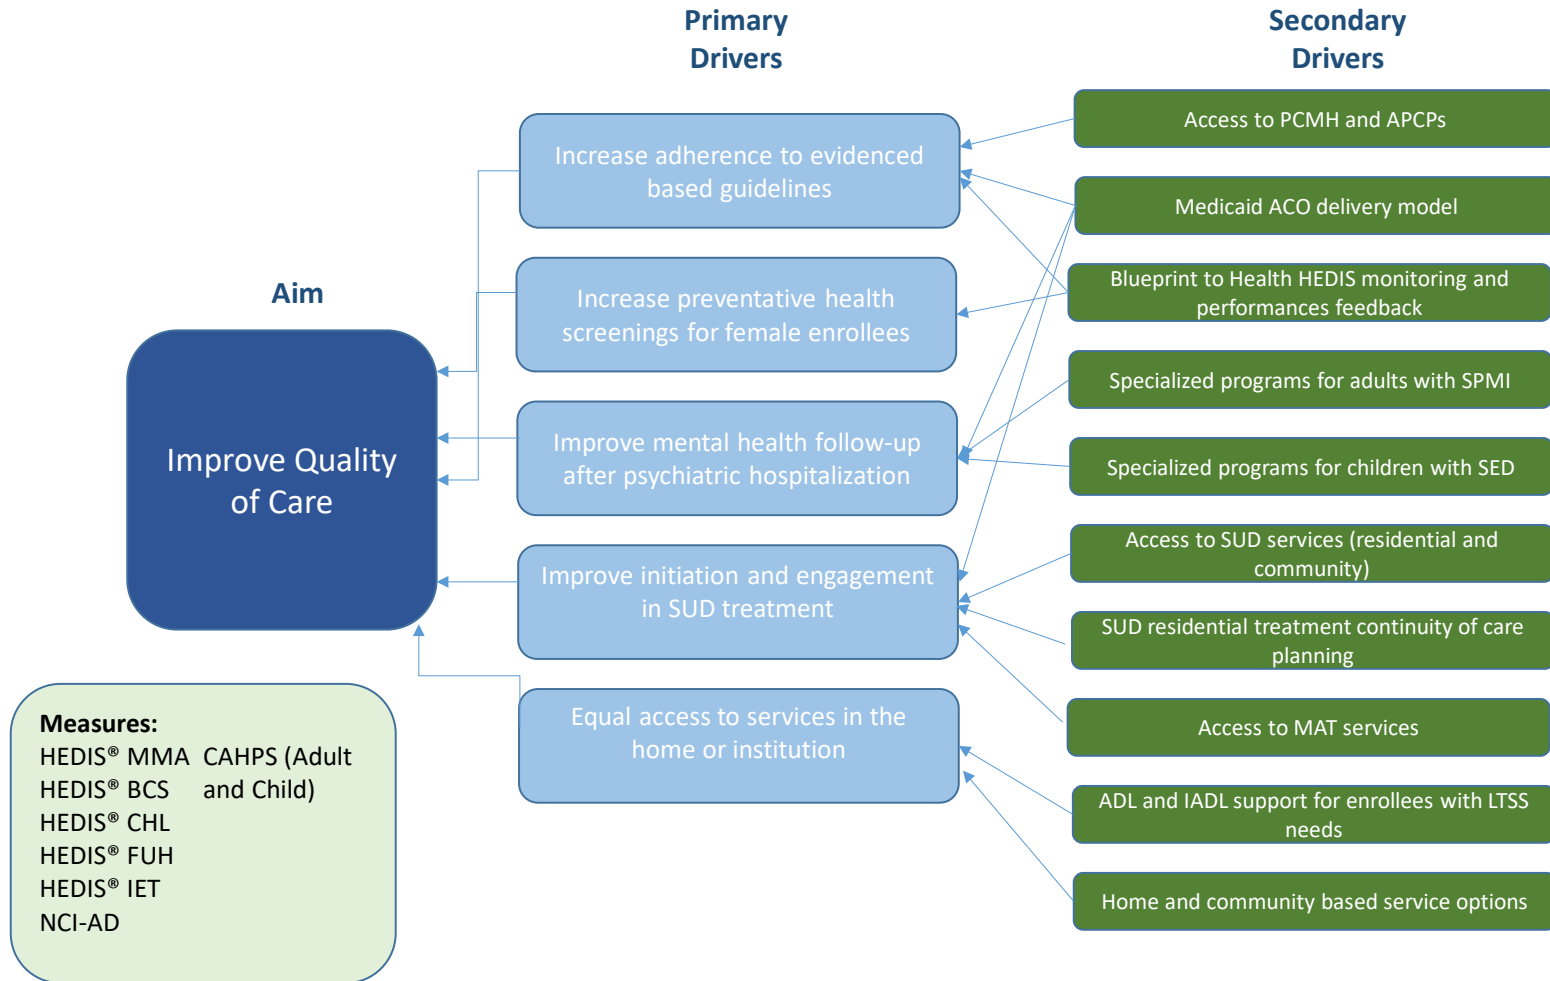 Primary
Drivers
Secondary
Drivers
Aim
Improve Quality
of Care
Increase adherence to evidenced
based guidelines
Increase preventative health
screenings for female enrollees
Improve mental health follow-up
after psychiatric hospitalization
Improve initiation and engagement
in SUD treatment
Equal access to services in the
home or institution
Access to PCMH and APCPs
Medicaid ACO delivery model
Blueprint to Health HEDIS monitoring and
performances feedback
Specialized programs for adults with SPMI
Specialized programs for children with SED
Access to SUD services (residential and
community)
SUD residential treatment continuity of care
planning
Access to MAT services
ADL and IADL support for enrollees with LTSS
needs
Home and community based service options
Measures:
HEDIS® MMA CAHPS (Adult
HEDIS® BCS and Child)
HEDIS® CHL
HEDIS® FUH
HEDIS® IET
NCI-AD